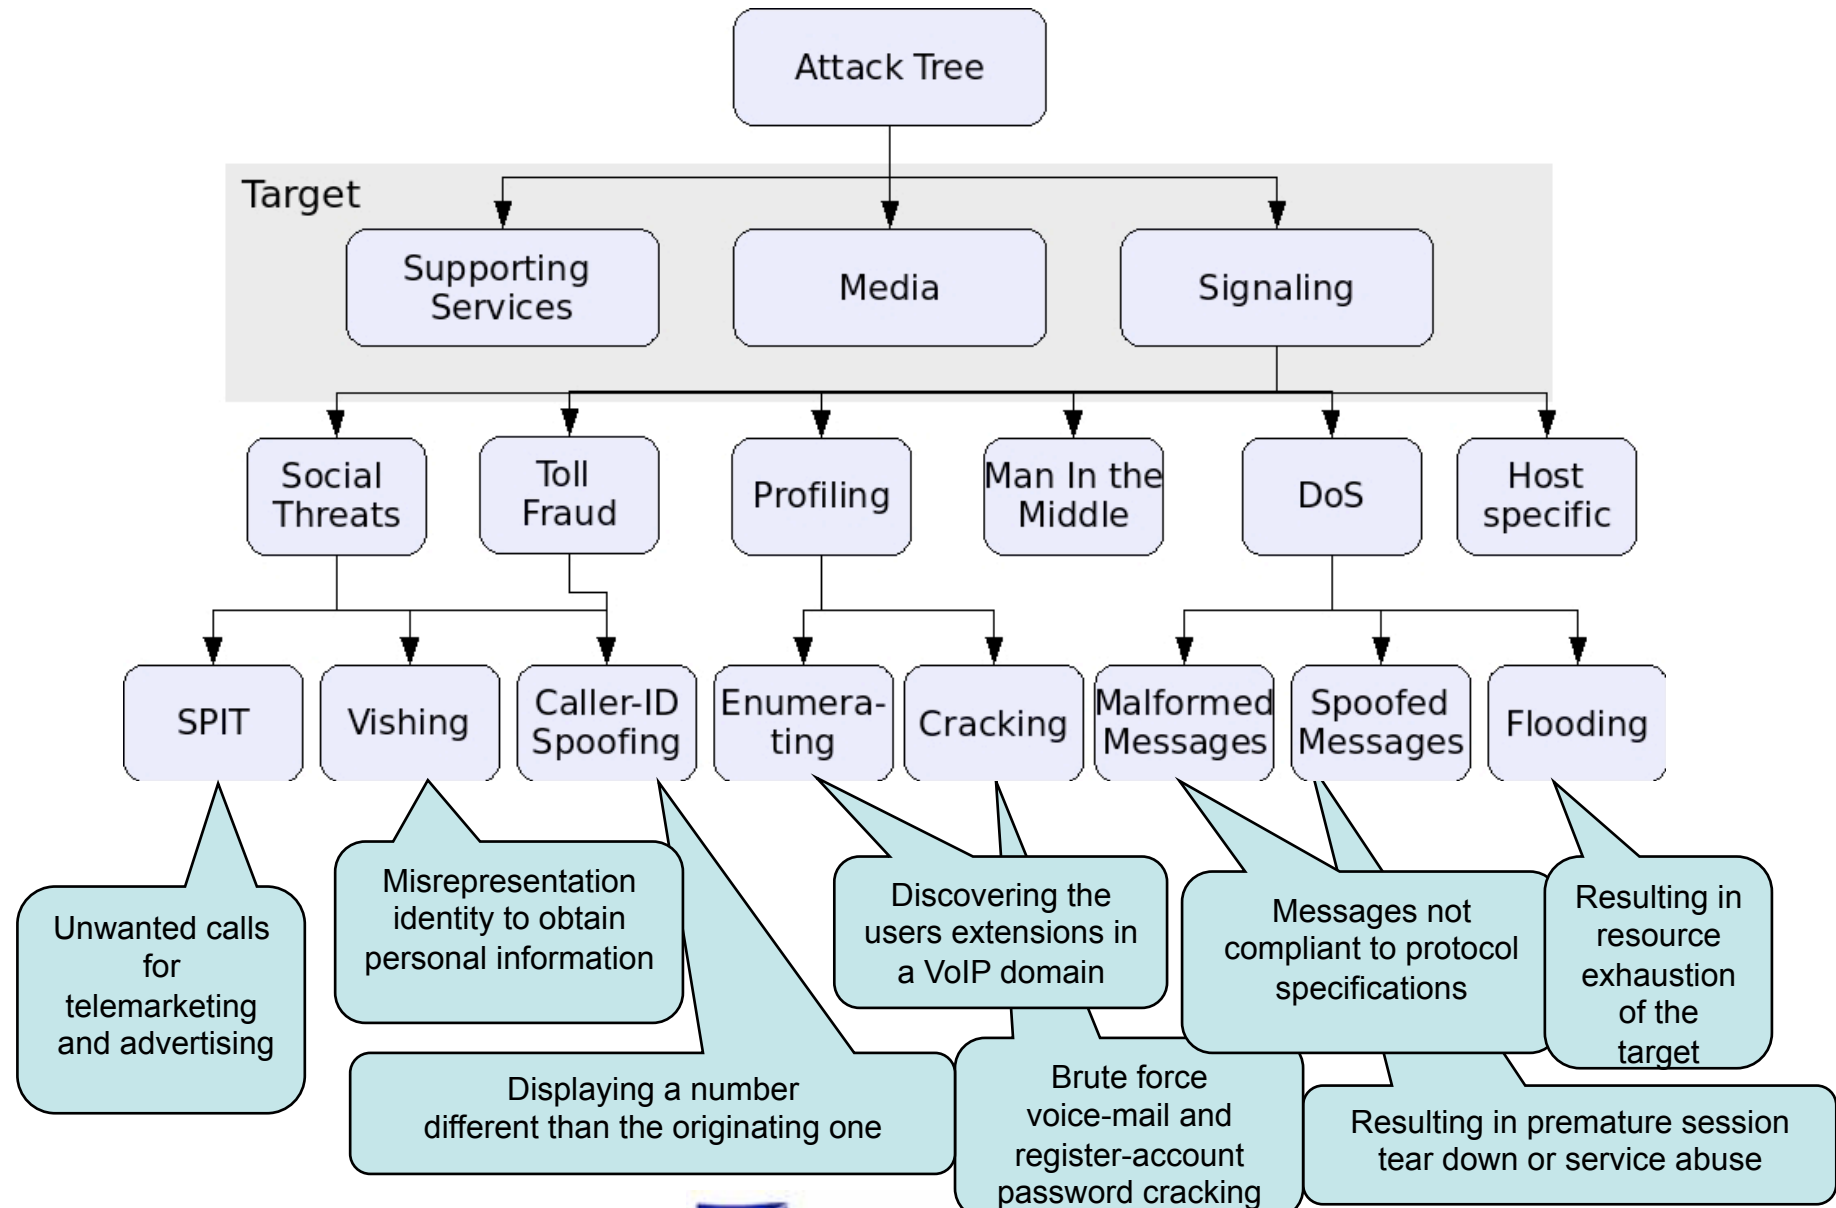 Attack Tree
Target
Supporting
Services
Media
Signaling
Social
Threats
Toll
Fraud
Profiling
Man In the
Middle
DoS
Host
specific
SPIT
Vishing
Caller-ID
Spoofing
Enumera-
ting
Cracking
Malformed
Messages
Spoofed
Messages
Flooding
Unwanted calls
for
telemarketing
and advertising
Misrepresentation
identity to obtain
personal information
Displaying a number
different than the originating one
Discovering the
users extensions in
a VoIP domain
Brute force
voice-mail and
register-account
password cracking
Messages not
compliant to protocol
specifications
Resulting in premature session
tear down or service abuse
Resulting in
resource
exhaustion
of the
target